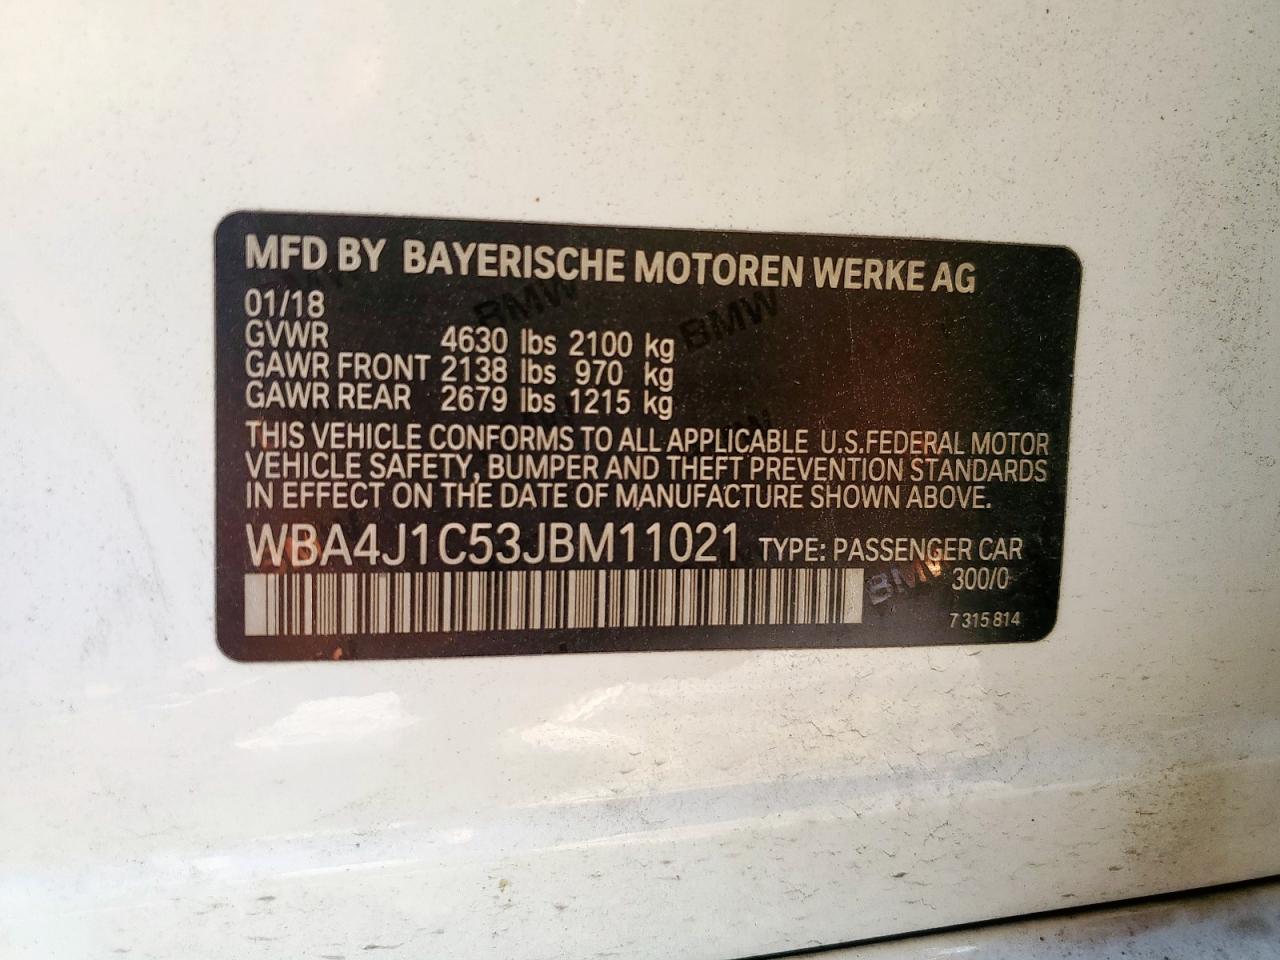 MFD BY BAYERISCHE MOTOREN WERKE AG
01/18
GVWR 4630 lbs 2100 kg
GAWR FRONT 2138 lbs 970 kg
GAWR REAR 2679 lbs 1215 kg
THIS VEHICLE CONFORMS TO ALL APPLICABLE U.S.FEDERAL MOTOR
VEHICLE SAFETY, BUMPER AND THEFT PREVENTION STANDARDS
IN EFFECT ON THE DATE OF MANUFACTURE SHOWN ABOVE.
WBA4J1C53JBM11021 TYPE: PASSENGER CAR
300/0
7 315 814
BMW
BMW
BMW